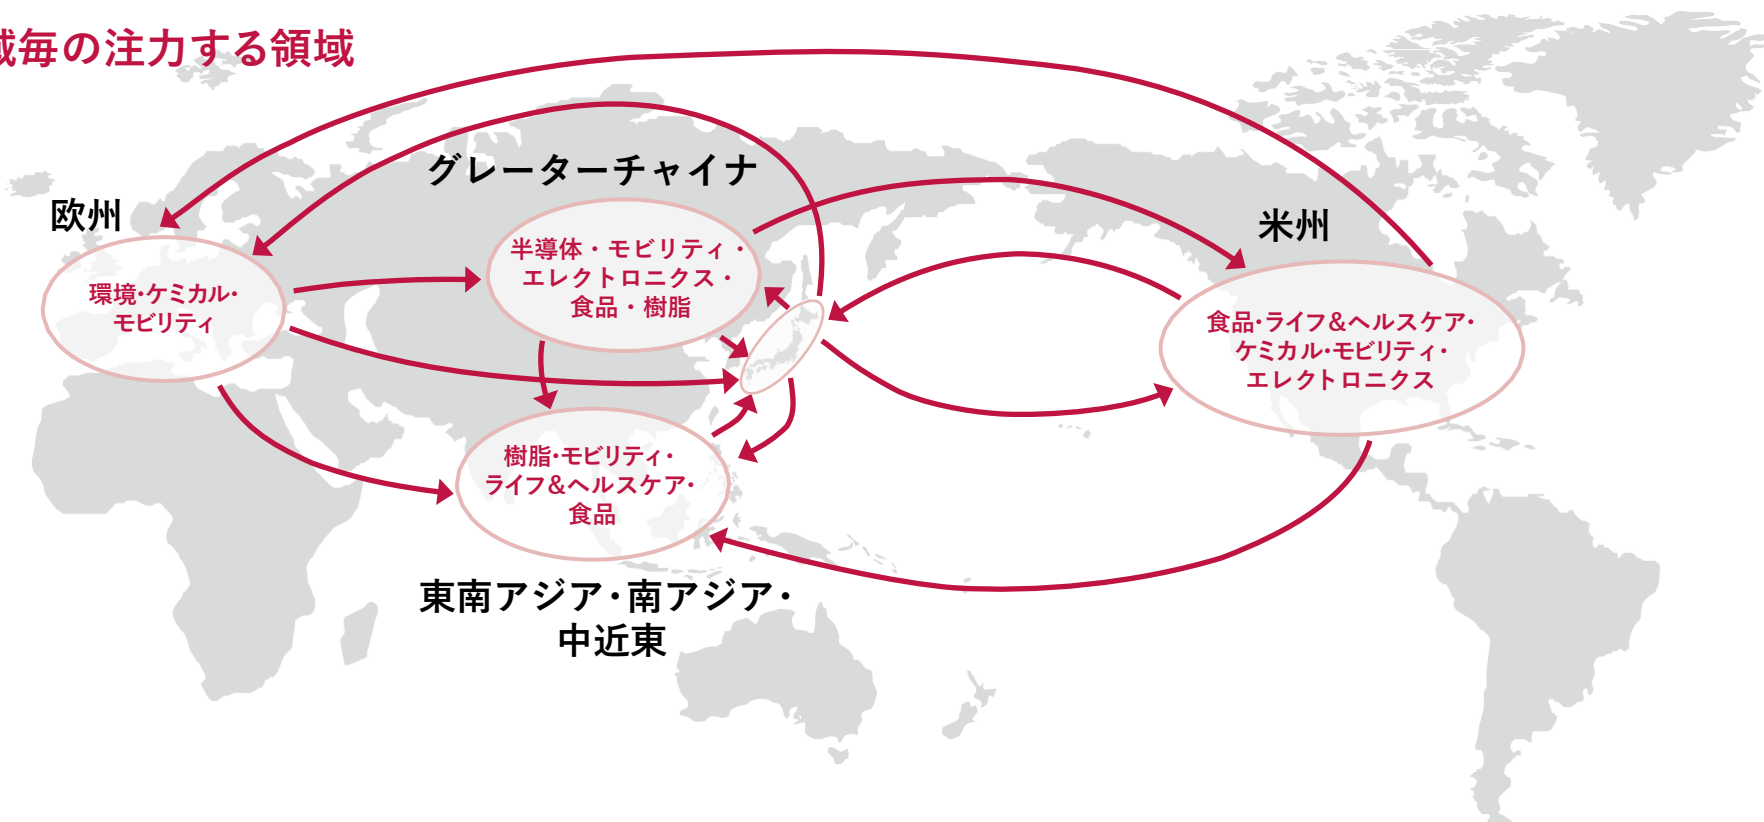 域毎の注力する領域
グレーターチャイナ
欧州
米州
半導体・モビリティ・
エレクトロニクス・
食品・樹脂
環境・ケミカル・
モビリティ
食品・ライフ&ヘルスケア・
ケミカル・モビリティ・
エレクトロニクス
樹脂・モビリティ・
ライフ&ヘルスケア・
食品
東南アジア・南アジア・
中近東